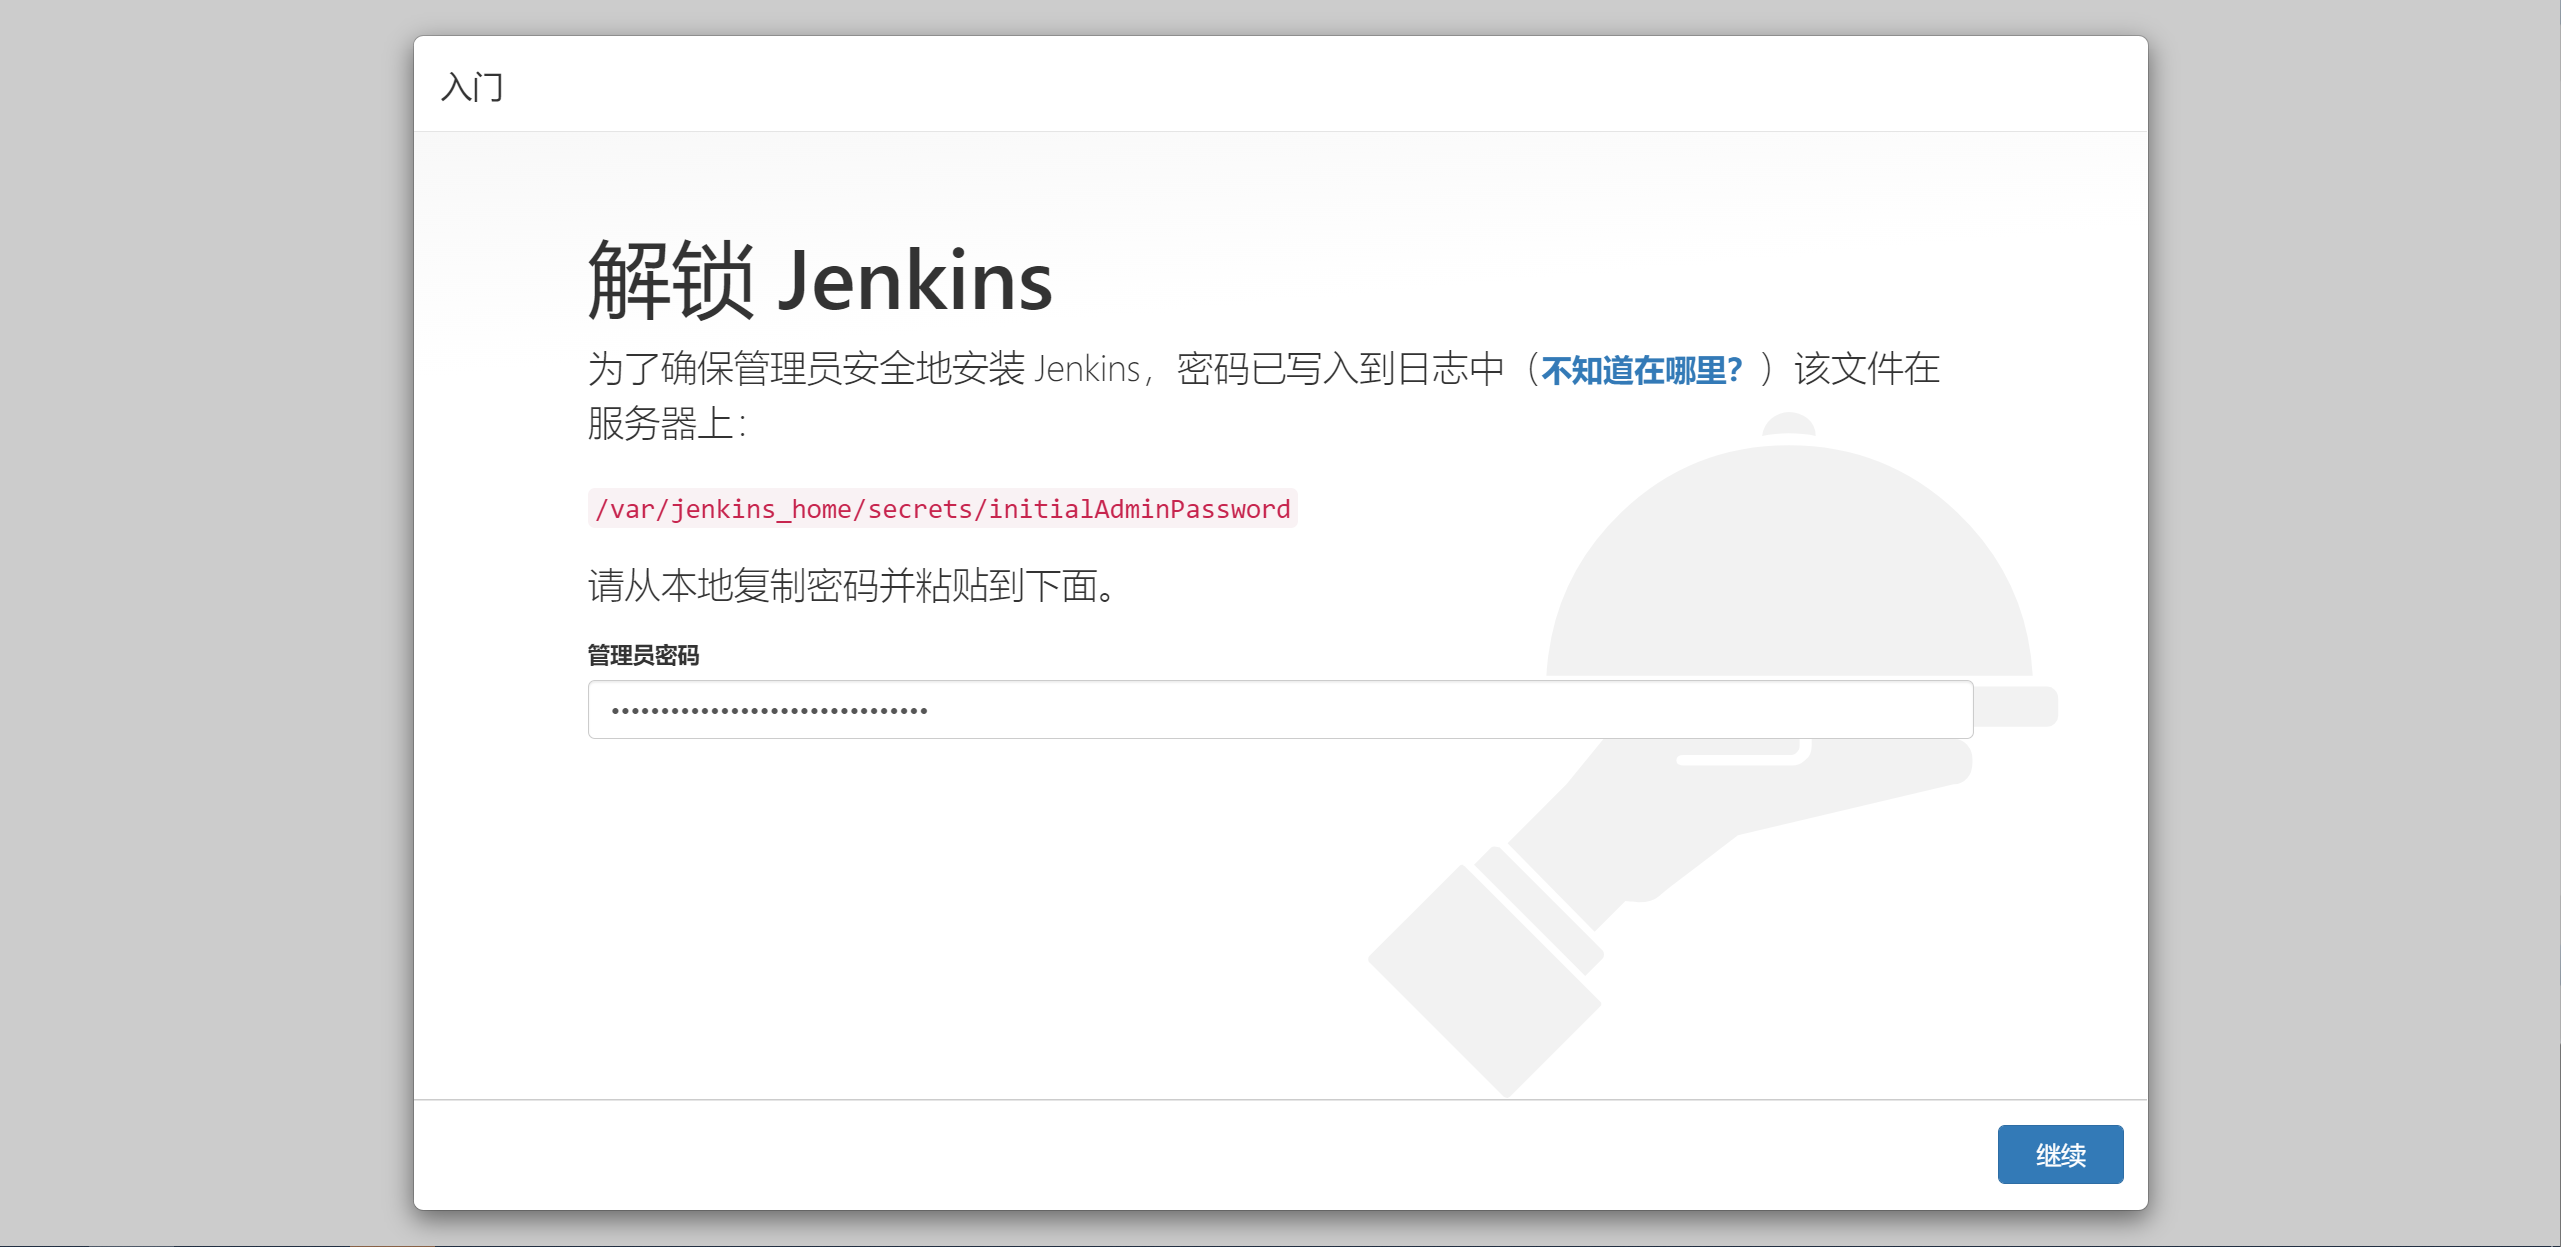 入门
解锁 Jenkins
为了确保管理员安全地安装 Jenkins，密码已写入到日志中（不知道在哪里？）该文件在
服务器上：
/var/jenkins_home/secrets/initialAdminPassword
请从本地复制密码并粘贴到下面。
管理员密码
••••••••••••••••••••••••••••••••
继续